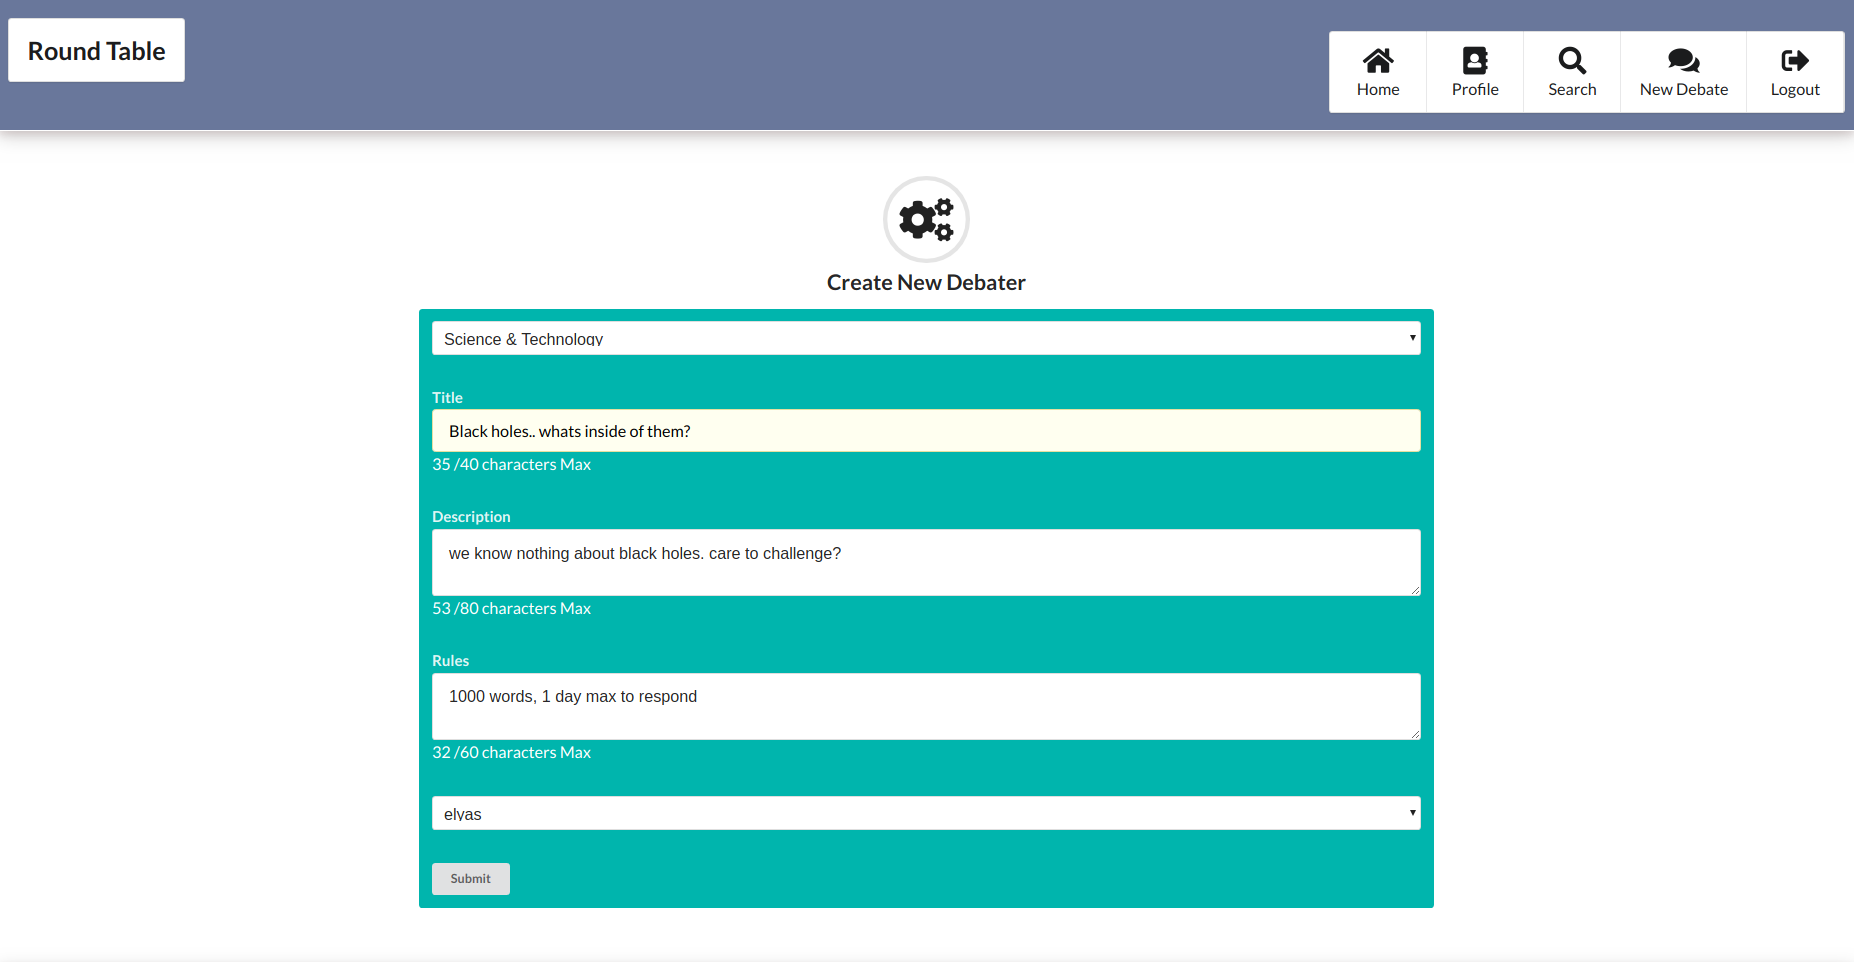 Round Table
Home
Profile
Search
New Debate
Logout
Create New Debater
Science & Technology
Title
Black holes.. whats inside of them?
35 /40 characters Max
Description
we know nothing about black holes. care to challenge?
53 /80 characters Max
Rules
1000 words, 1 day max to respond
32 /60 characters Max
elyas
Submit